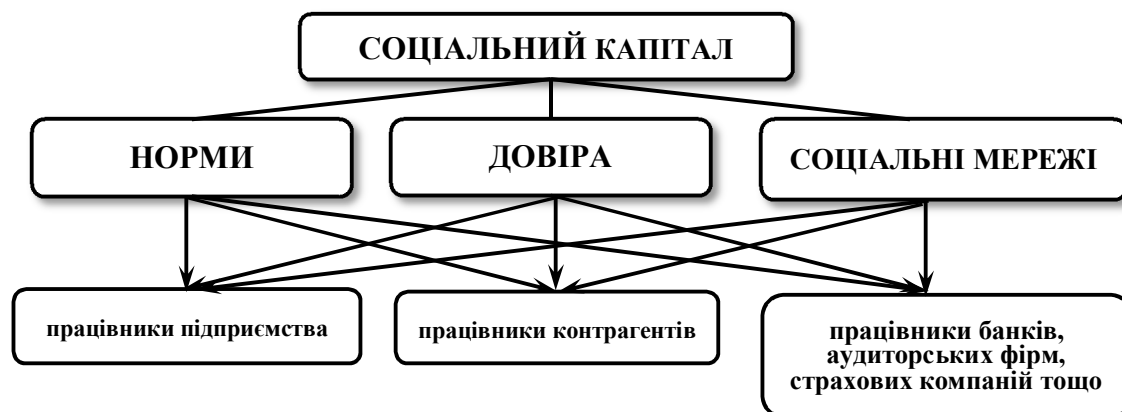 СОЦІАЛЬНИЙ КАПІТАЛ
НОРМИ
ДОВІРА
СОЦІАЛЬНІ МЕРЕЖІ
працівники підприємства
працівники контрагентів
працівники банків,
аудиторських фірм,
страхових компаній тощо